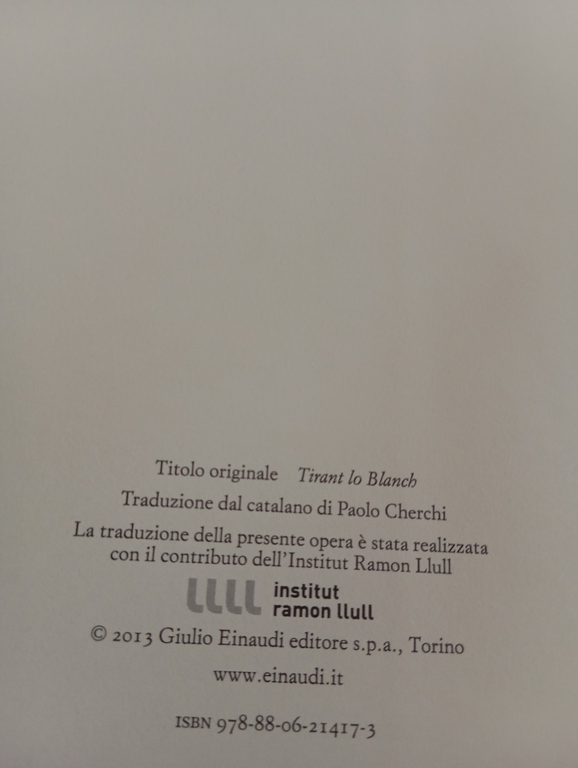 Titolo originale Tirant lo Blanch
Traduzione dal catalano di Paolo Cherchi
La traduzione della presente opera è stata realizzata
con il contributo dell'Institut Ramon Llull
LLLL institut
ramon llull
© 2013 Giulio Einaudi editore s.p.a., Torino
www.einaudi.it
ISBN 978-88-06-21417-3